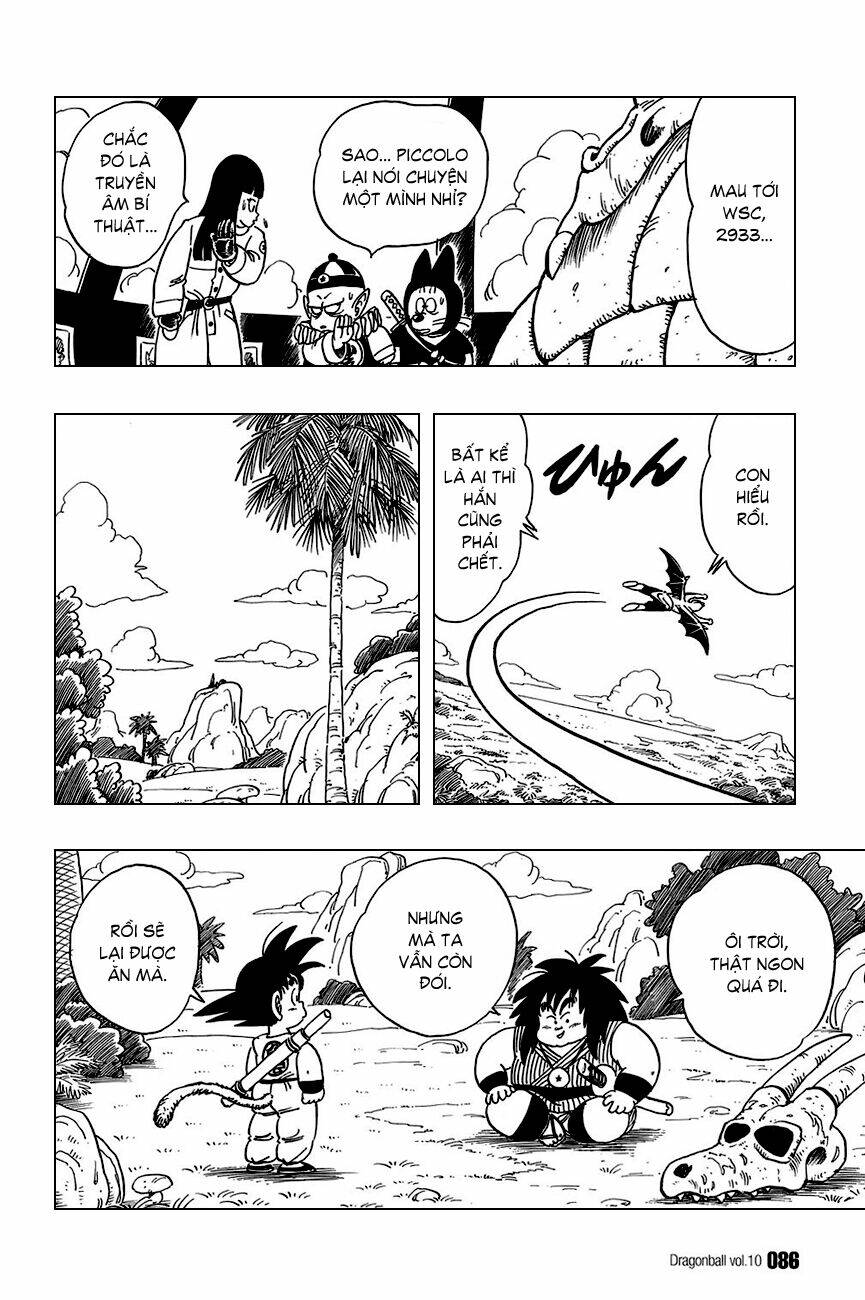 MAU TỚI
WSC,
2933...
SAO... PICCOLO
LẠI NÓI CHUYỆN
MỘT MÌNH NHỈ?
CHẮC
ĐÓ LÀ
TRUYỀN
ÂM BÍ
THUẬT...
CON
HIỂU
RỒI.
ひゅん
BẤT KỂ
LÀ AI THÌ
HẮN
CŨNG
PHẢI
CHẾT.
ÔI TRỜI,
THẬT NGON
QUÁ ĐI.
NHƯNG
MÀ TA
VẪN CÒN
ĐÓI.
RỒI SẼ
LẠI ĐƯỢC
ĂN MÀ.
Dragonball vol.10 086